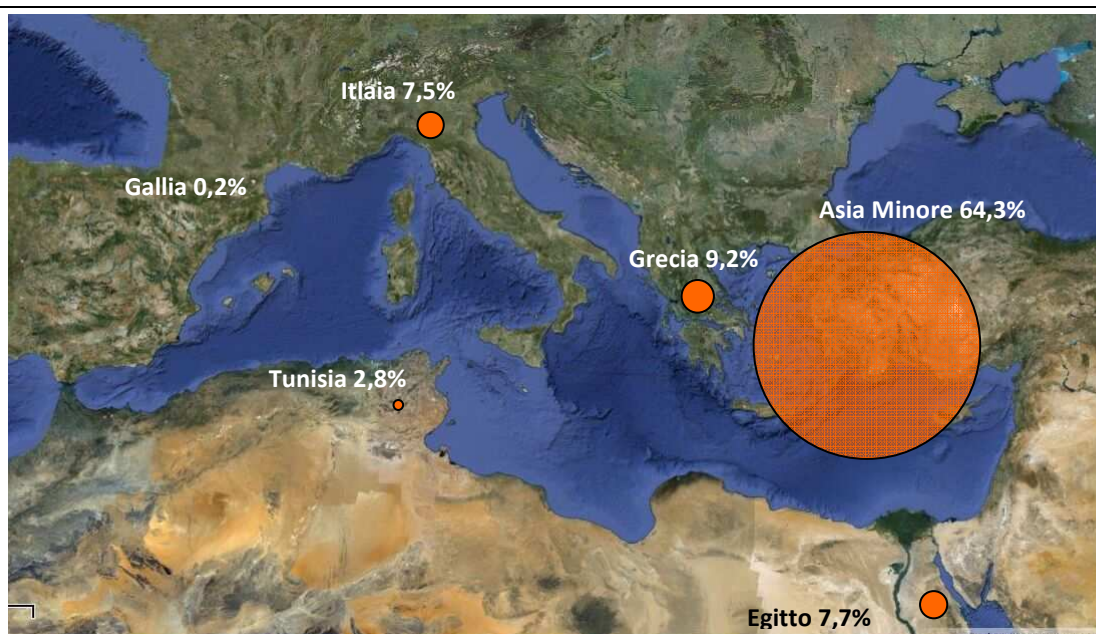 Itlaia 7,5%
Gallia 0,2%
Asia Minore 64,3%
Grecia 9,2%
Tunisia 2,8%
Egitto 7,7%